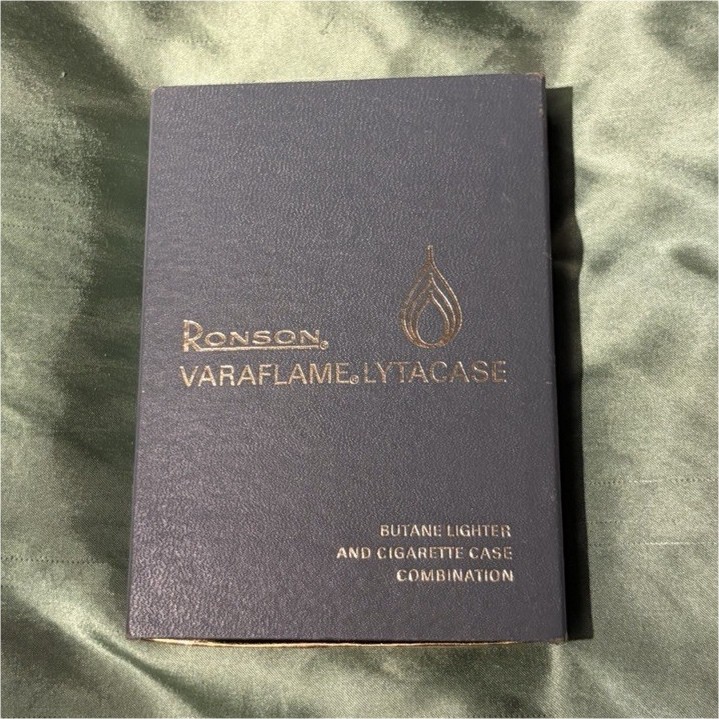 RONSON®
VARAFLAME® LYTACASE
BUTANE LIGHTER
AND CIGARETTE CASE
COMBINATION